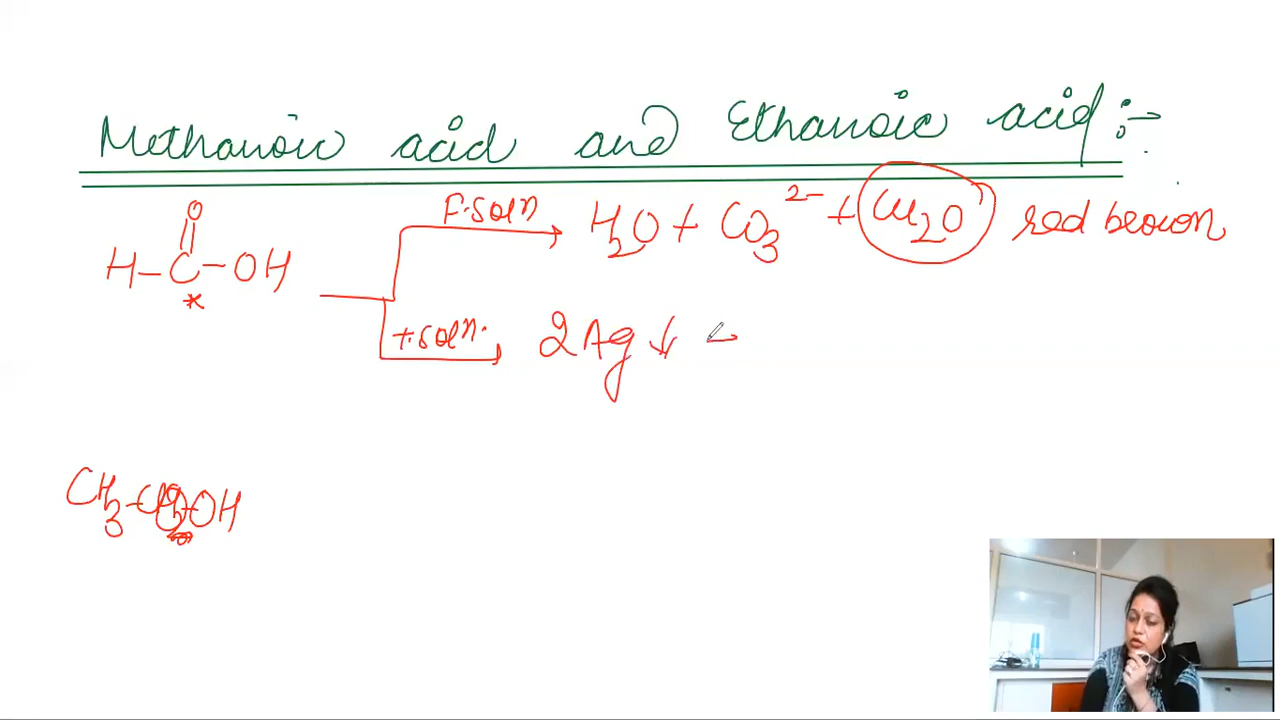 Methanoic acid and Ethanoic acid :-
O
H-C-OH
*
F.Soln
H2O + CO3 2- + Cu2O red brown
T.Soln.
2Ag ↓
CH3-COOH